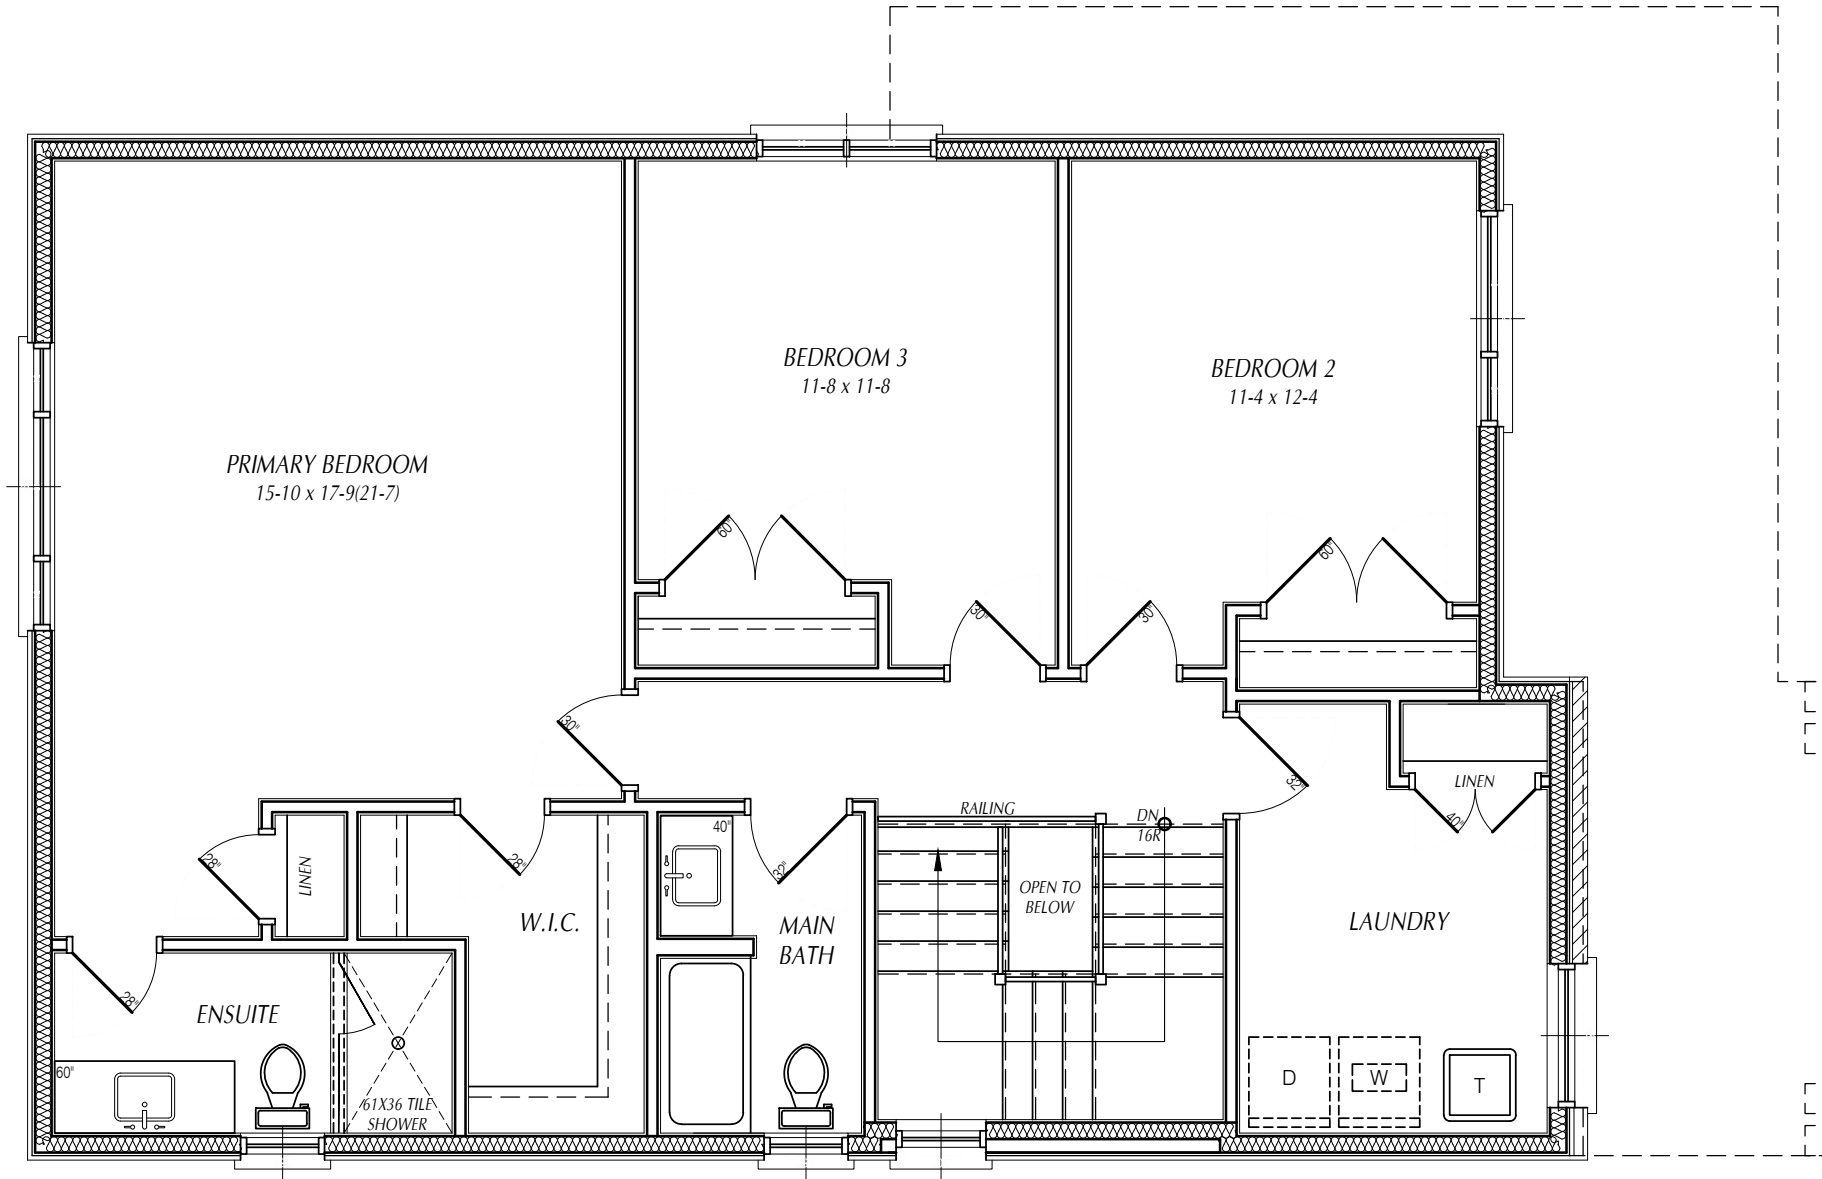 BEDROOM 3
11-8 x 11-8
BEDROOM 2
11-4 x 12-4
PRIMARY BEDROOM
15-10 x 17-9(21-7)
60"
60"
30"
30"
30"
32"
LINEN
40"
RAILING
DN
16R
28"
LINEN
28"
W.I.C.
40"
32"
MAIN
BATH
OPEN TO
BELOW
LAUNDRY
28"
ENSUITE
60"
61X36 TILE
SHOWER
D
W
T